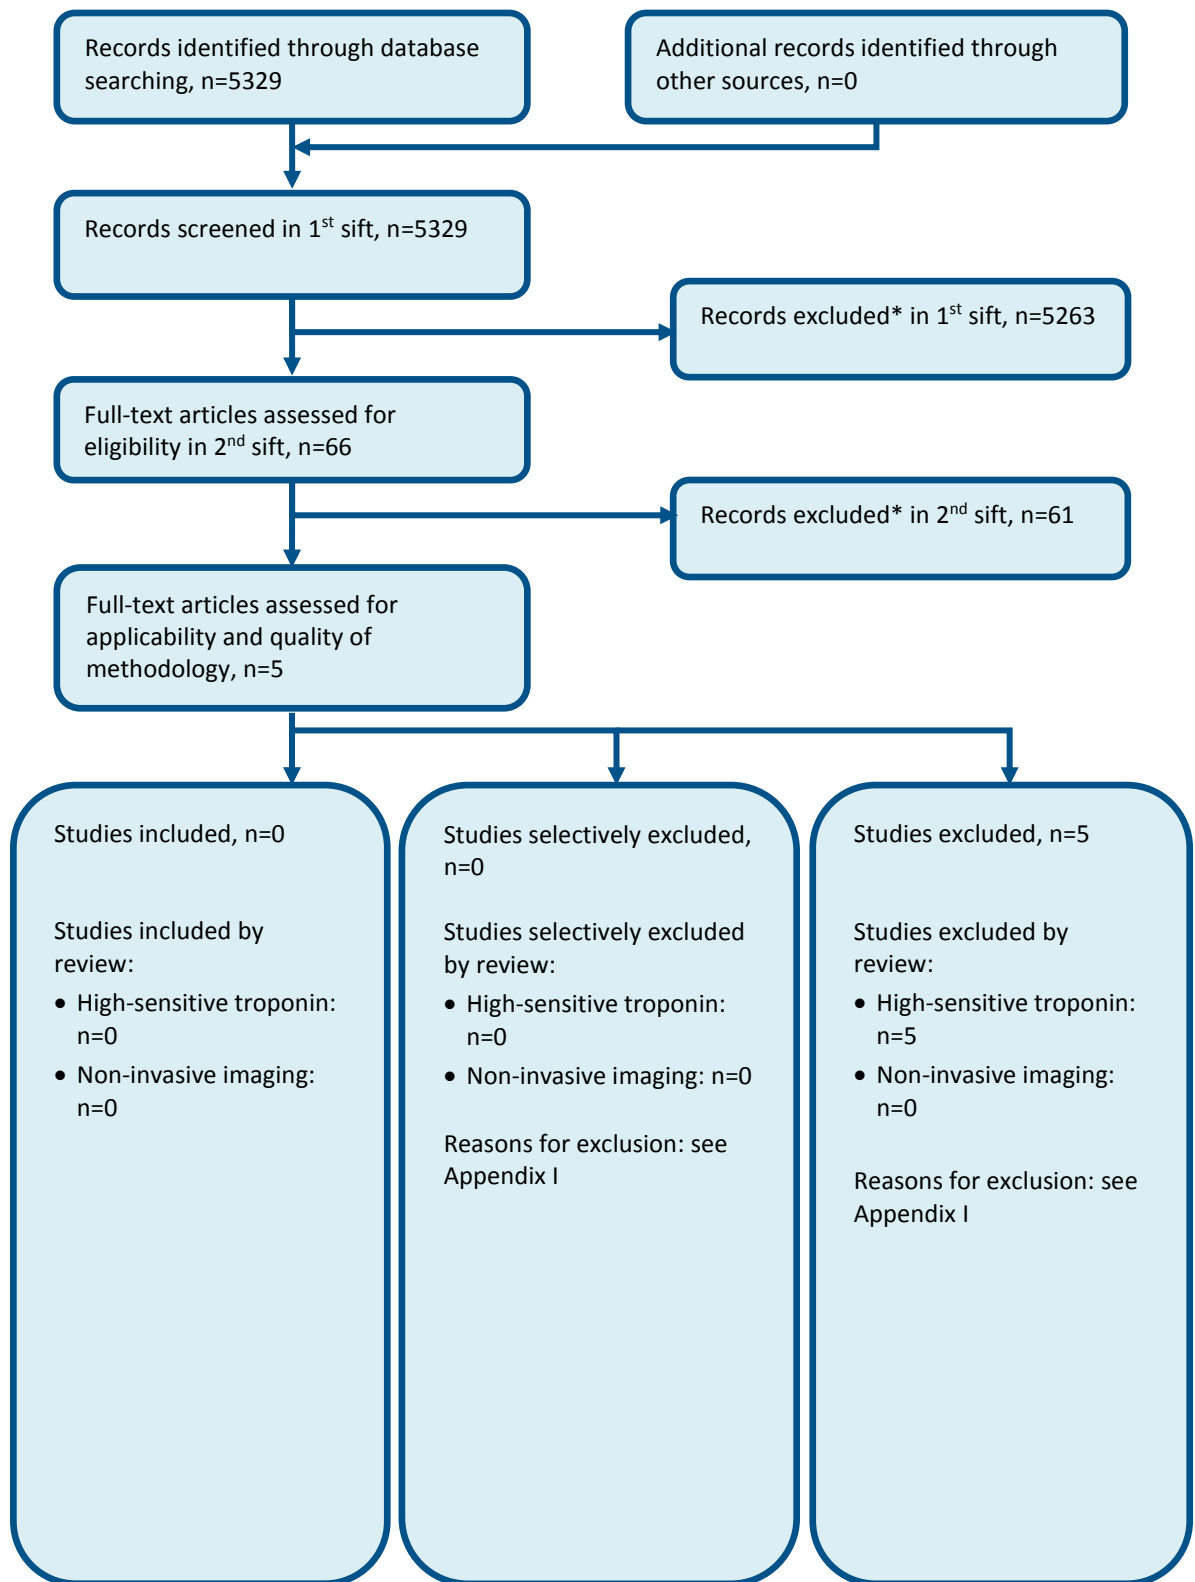 Records identified through database
searching, n=5329
Additional records identified through
other sources, n=0
Records screened in 1st sift, n=5329
Records excluded* in 1st sift, n=5263
Full-text articles assessed for
eligibility in 2nd sift, n=66
Records excluded* in 2nd sift, n=61
Full-text articles assessed for
applicability and quality of
methodology, n=5
Studies included, n=0
Studies included by
review:
• High-sensitive troponin:
n=0
• Non-invasive imaging:
n=0
Studies selectively excluded,
n=0
Studies selectively excluded
by review:
• High-sensitive troponin:
n=0
• Non-invasive imaging: n=0
Reasons for exclusion: see
Appendix I
Studies excluded, n=5
Studies excluded by
review:
• High-sensitive troponin:
n=5
• Non-invasive imaging:
n=0
Reasons for exclusion: see
Appendix I